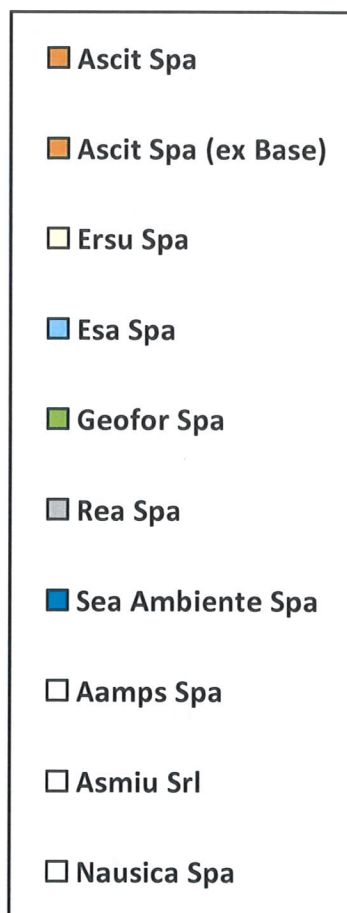 Ascit Spa
Ascit Spa (ex Base)
Ersu Spa
Esa Spa
Geofor Spa
Rea Spa
Sea Ambiente Spa
Aamps Spa
Asmiu Srl
Nausica Spa